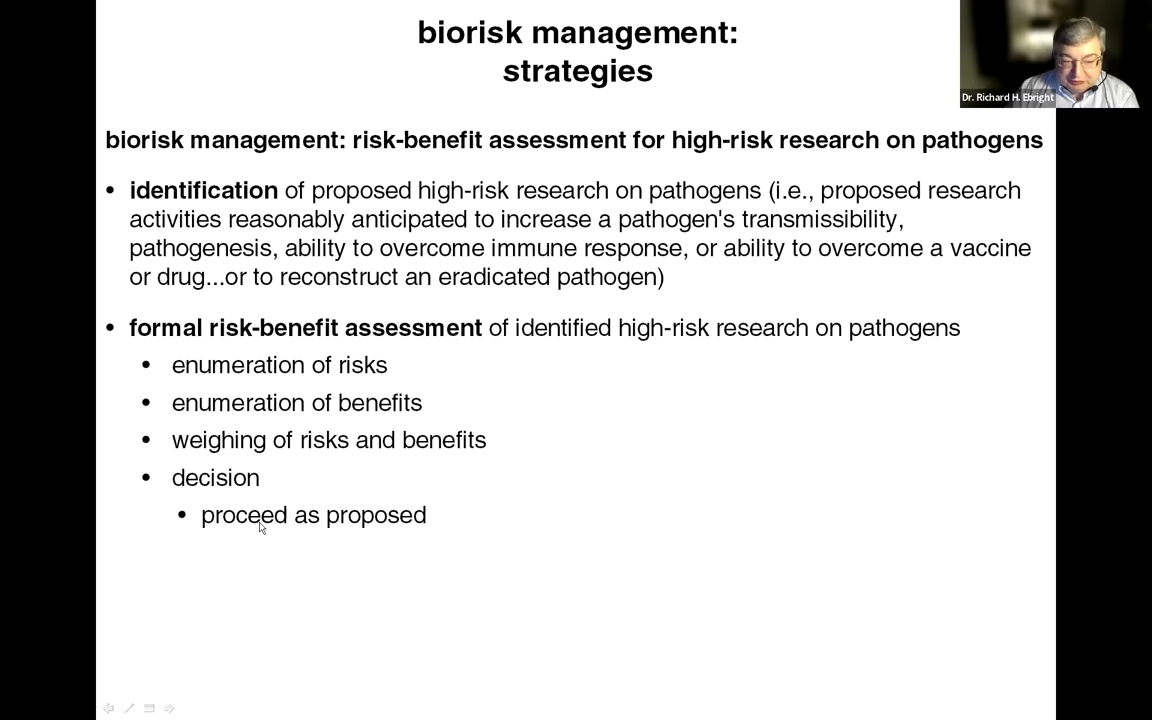 biorisk management:
strategies
Dr. Richard H. Ebright
biorisk management: risk-benefit assessment for high-risk research on pathogens
• identification of proposed high-risk research on pathogens (i.e., proposed research
activities reasonably anticipated to increase a pathogen's transmissibility,
pathogenesis, ability to overcome immune response, or ability to overcome a vaccine
or drug...or to reconstruct an eradicated pathogen)
• formal risk-benefit assessment of identified high-risk research on pathogens
• enumeration of risks
• enumeration of benefits
• weighing of risks and benefits
• decision
• proceed as proposed